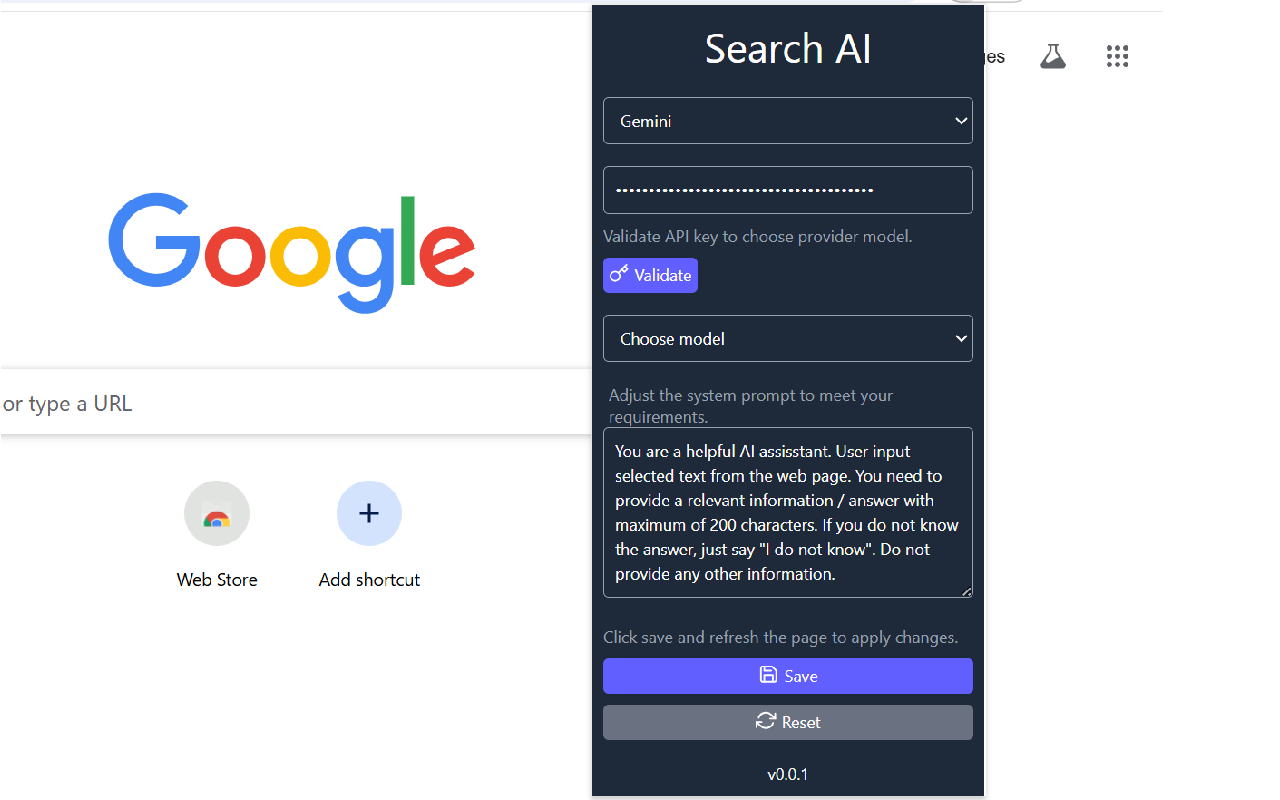 Search AI
ges
Gemini
Google
••••••••••••••••••••••••••••••••••••••••
Validate API key to choose provider model.
Validate
Choose model
or type a URL
Adjust the system prompt to meet your
requirements.
You are a helpful AI assisstant. User input
selected text from the web page. You need to
provide a relevant information / answer with
maximum of 200 characters. If you do not know
the answer, just say "I do not know". Do not
provide any other information.
Web Store
Add shortcut
Click save and refresh the page to apply changes.
Save
Reset
v0.0.1